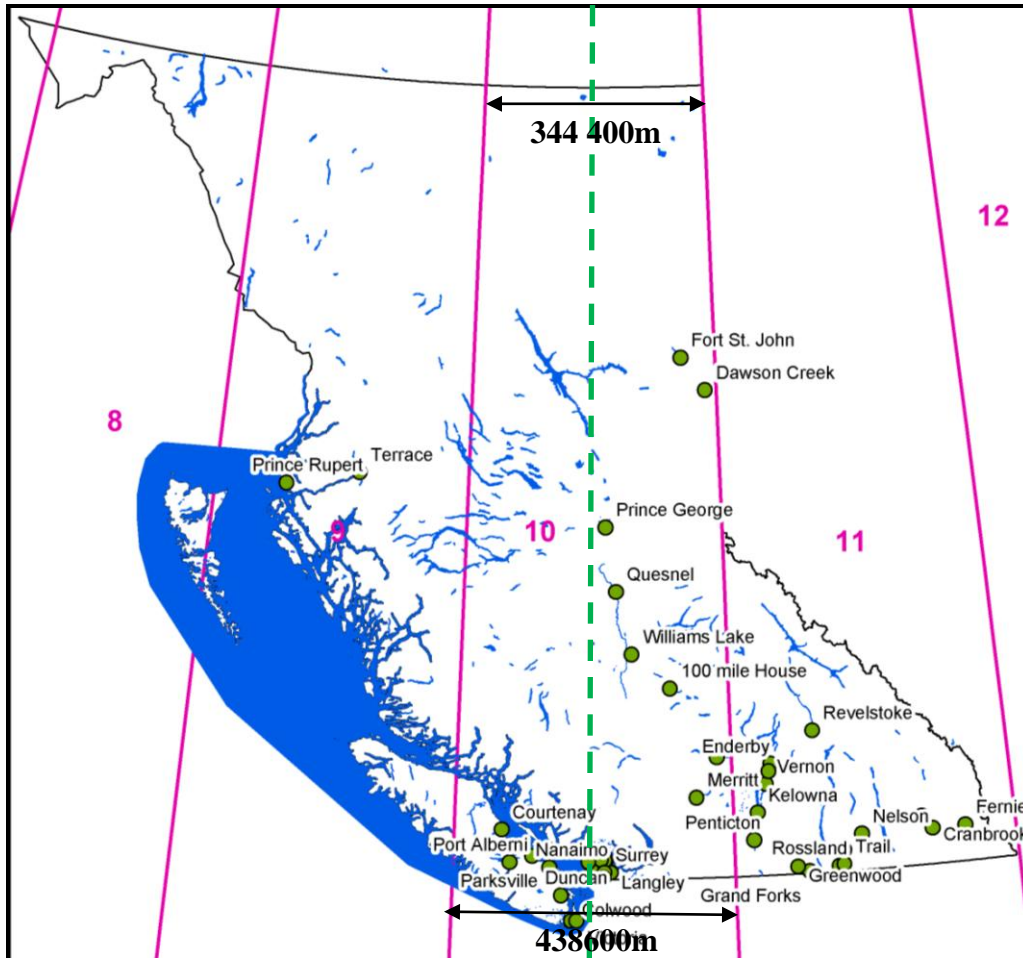 344 400m
12
Fort St. John
Dawson Creek
8
Prince Rupert
Terrace
Prince George
9
10
11
Quesnel
Williams Lake
100 mile House
Revelstoke
Enderby
Vernon
Merritt
Kelowna
Courtenay
Nelson
Fernie
Penticton
Cranbrook
Port Alberni
Nanaimo
Surrey
Rossland
Trail
Parksville
Duncan
Langley
Greenwood
Grand Forks
Colwood
438600m